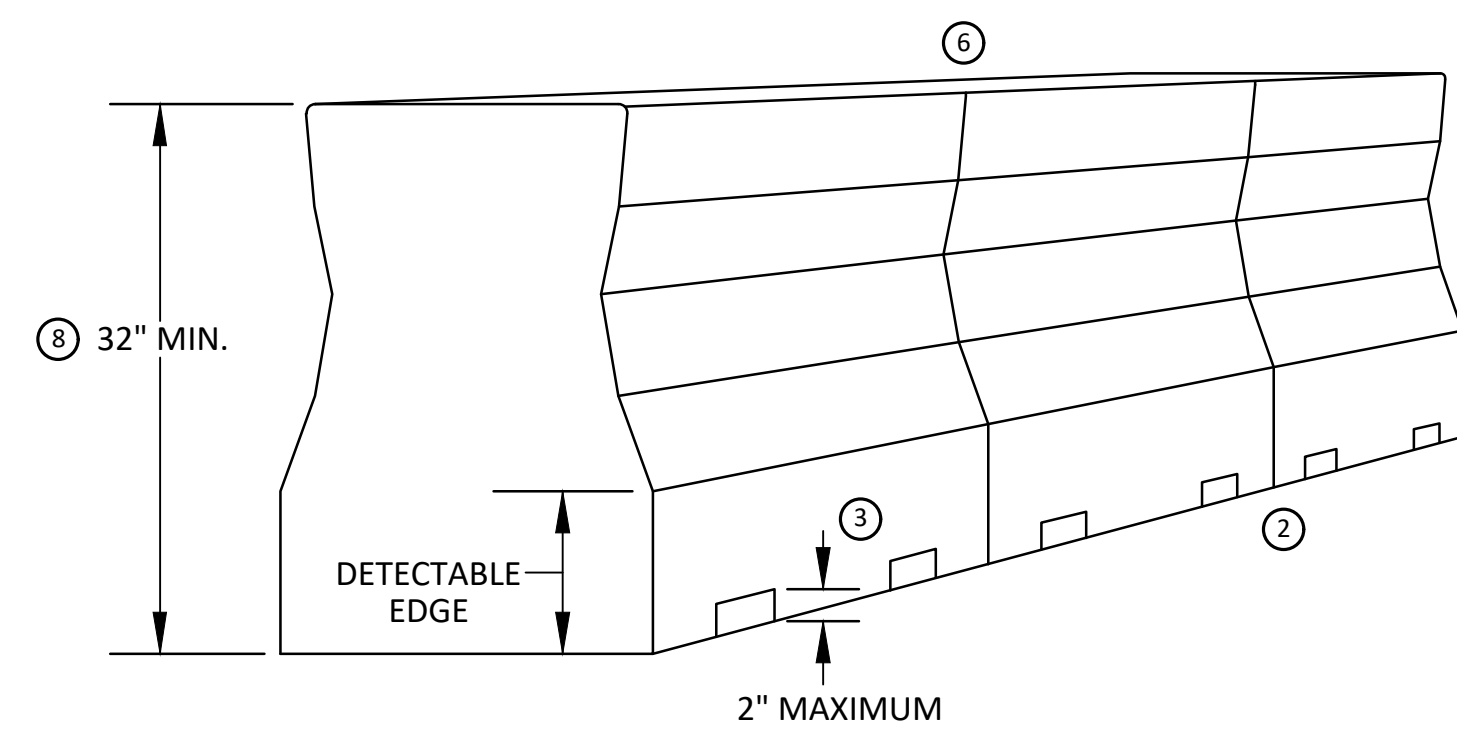 6
8 32" MIN.
3
2
DETECTABLE
EDGE
2" MAXIMUM